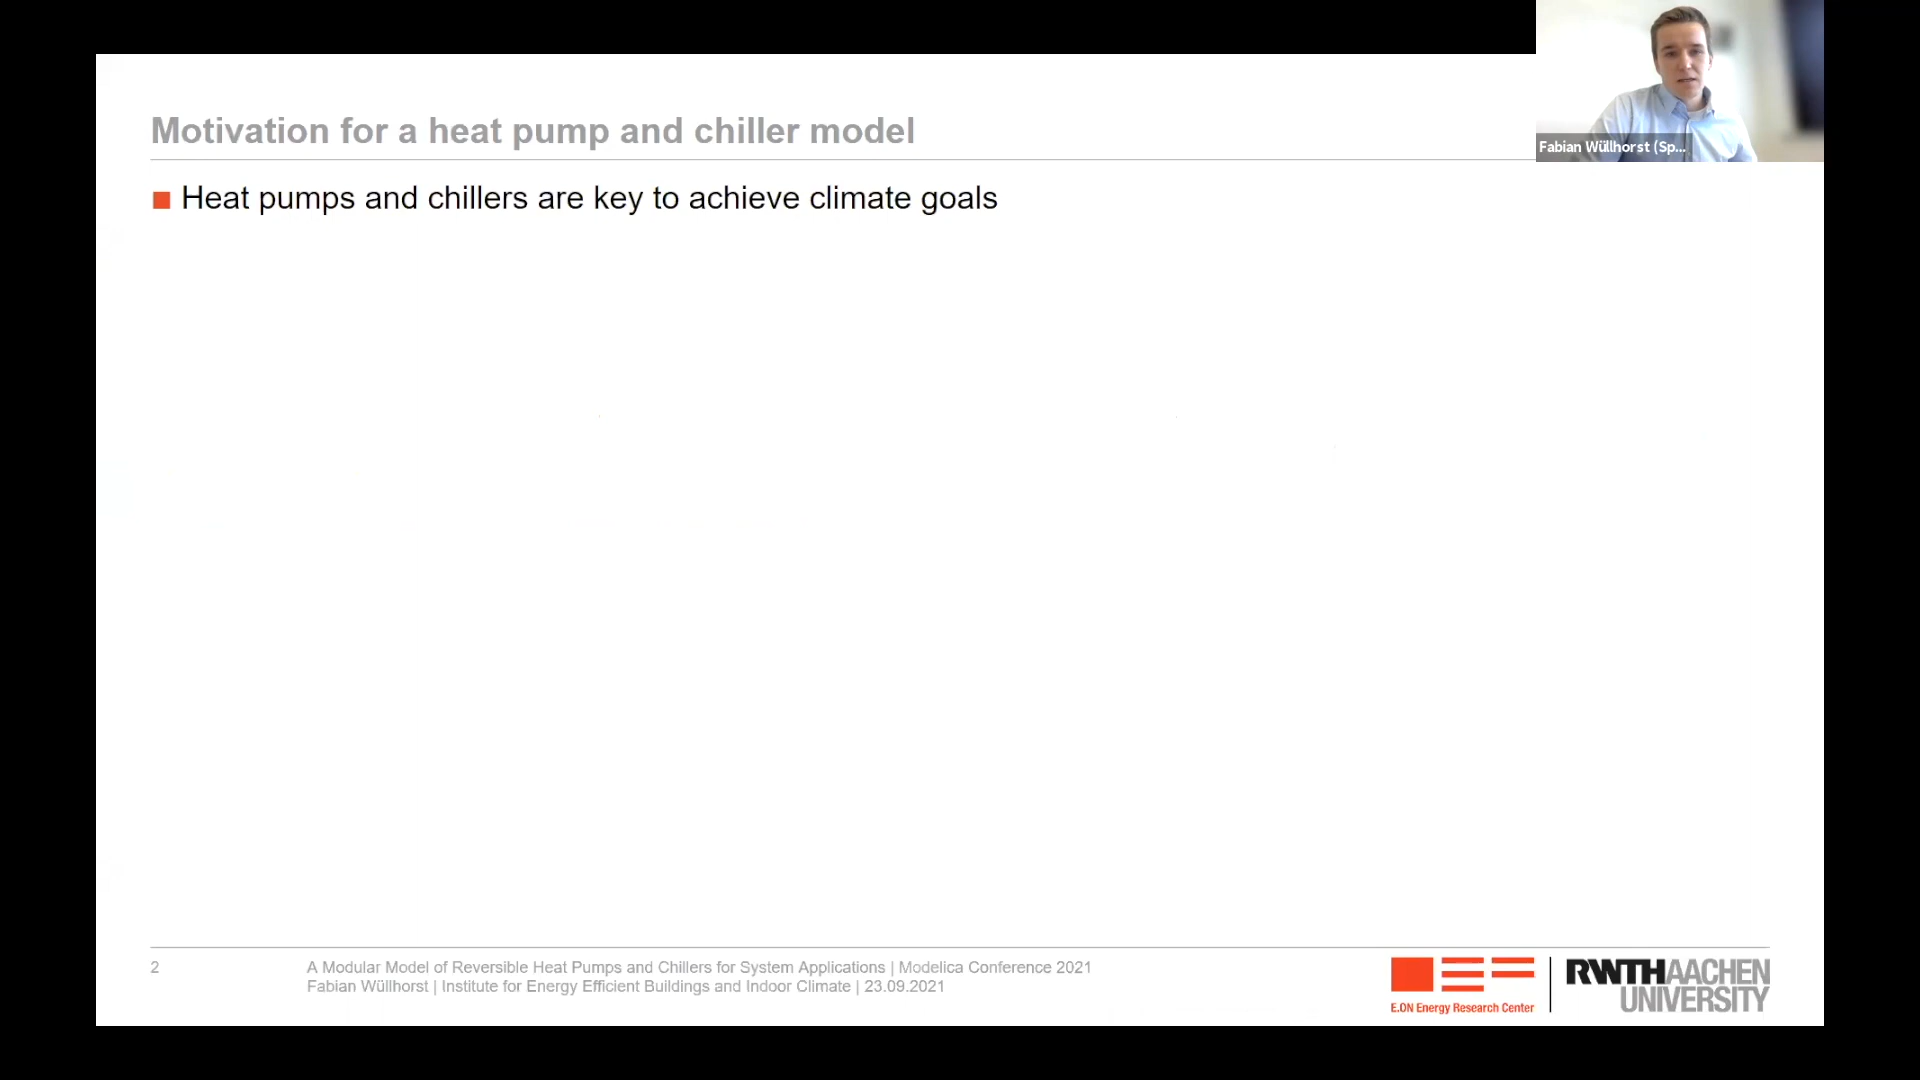 Motivation for a heat pump and chiller model
Fabian Wüllhorst (Sp...
Heat pumps and chillers are key to achieve climate goals
2
A Modular Model of Reversible Heat Pumps and Chillers for System Applications | Modelica Conference 2021
Fabian Wüllhorst | Institute for Energy Efficient Buildings and Indoor Climate | 23.09.2021
E.ON Energy Research Center
RWTHAACHEN
UNIVERSITY